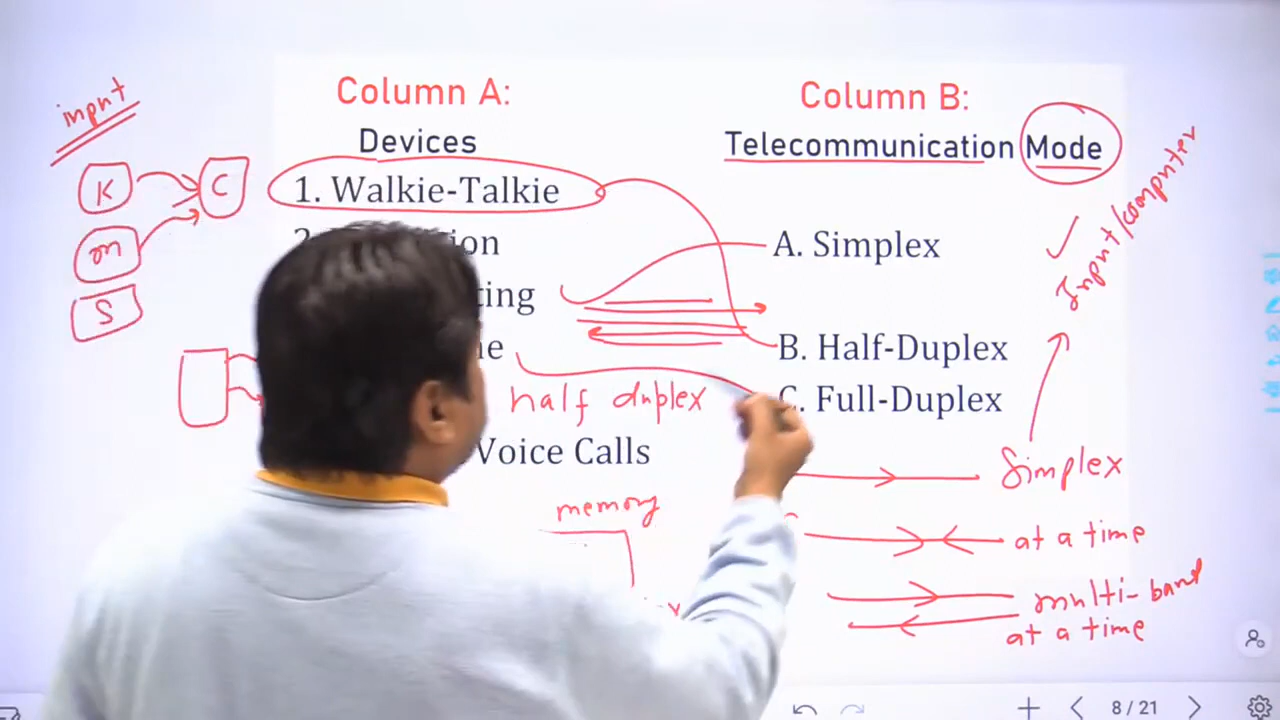 input
Column A:
Column B:
Devices
Telecommunication Mode
K
C
1. Walkie-Talkie
m
A. Simplex
Input/computer
S
B. Half-Duplex
half duplex
C. Full-Duplex
Voice Calls
Simplex
memory
at a time
multi-band
at a time
8 / 21